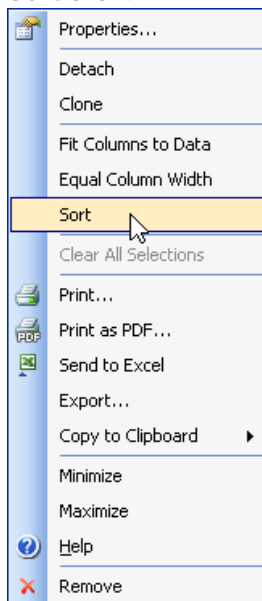 Properties...
Detach
Clone
Fit Columns to Data
Equal Column Width
Sort
Clear All Selections
Print...
Print as PDF...
PDF
Send to Excel
Export...
Copy to Clipboard
Minimize
Maximize
Help
Remove